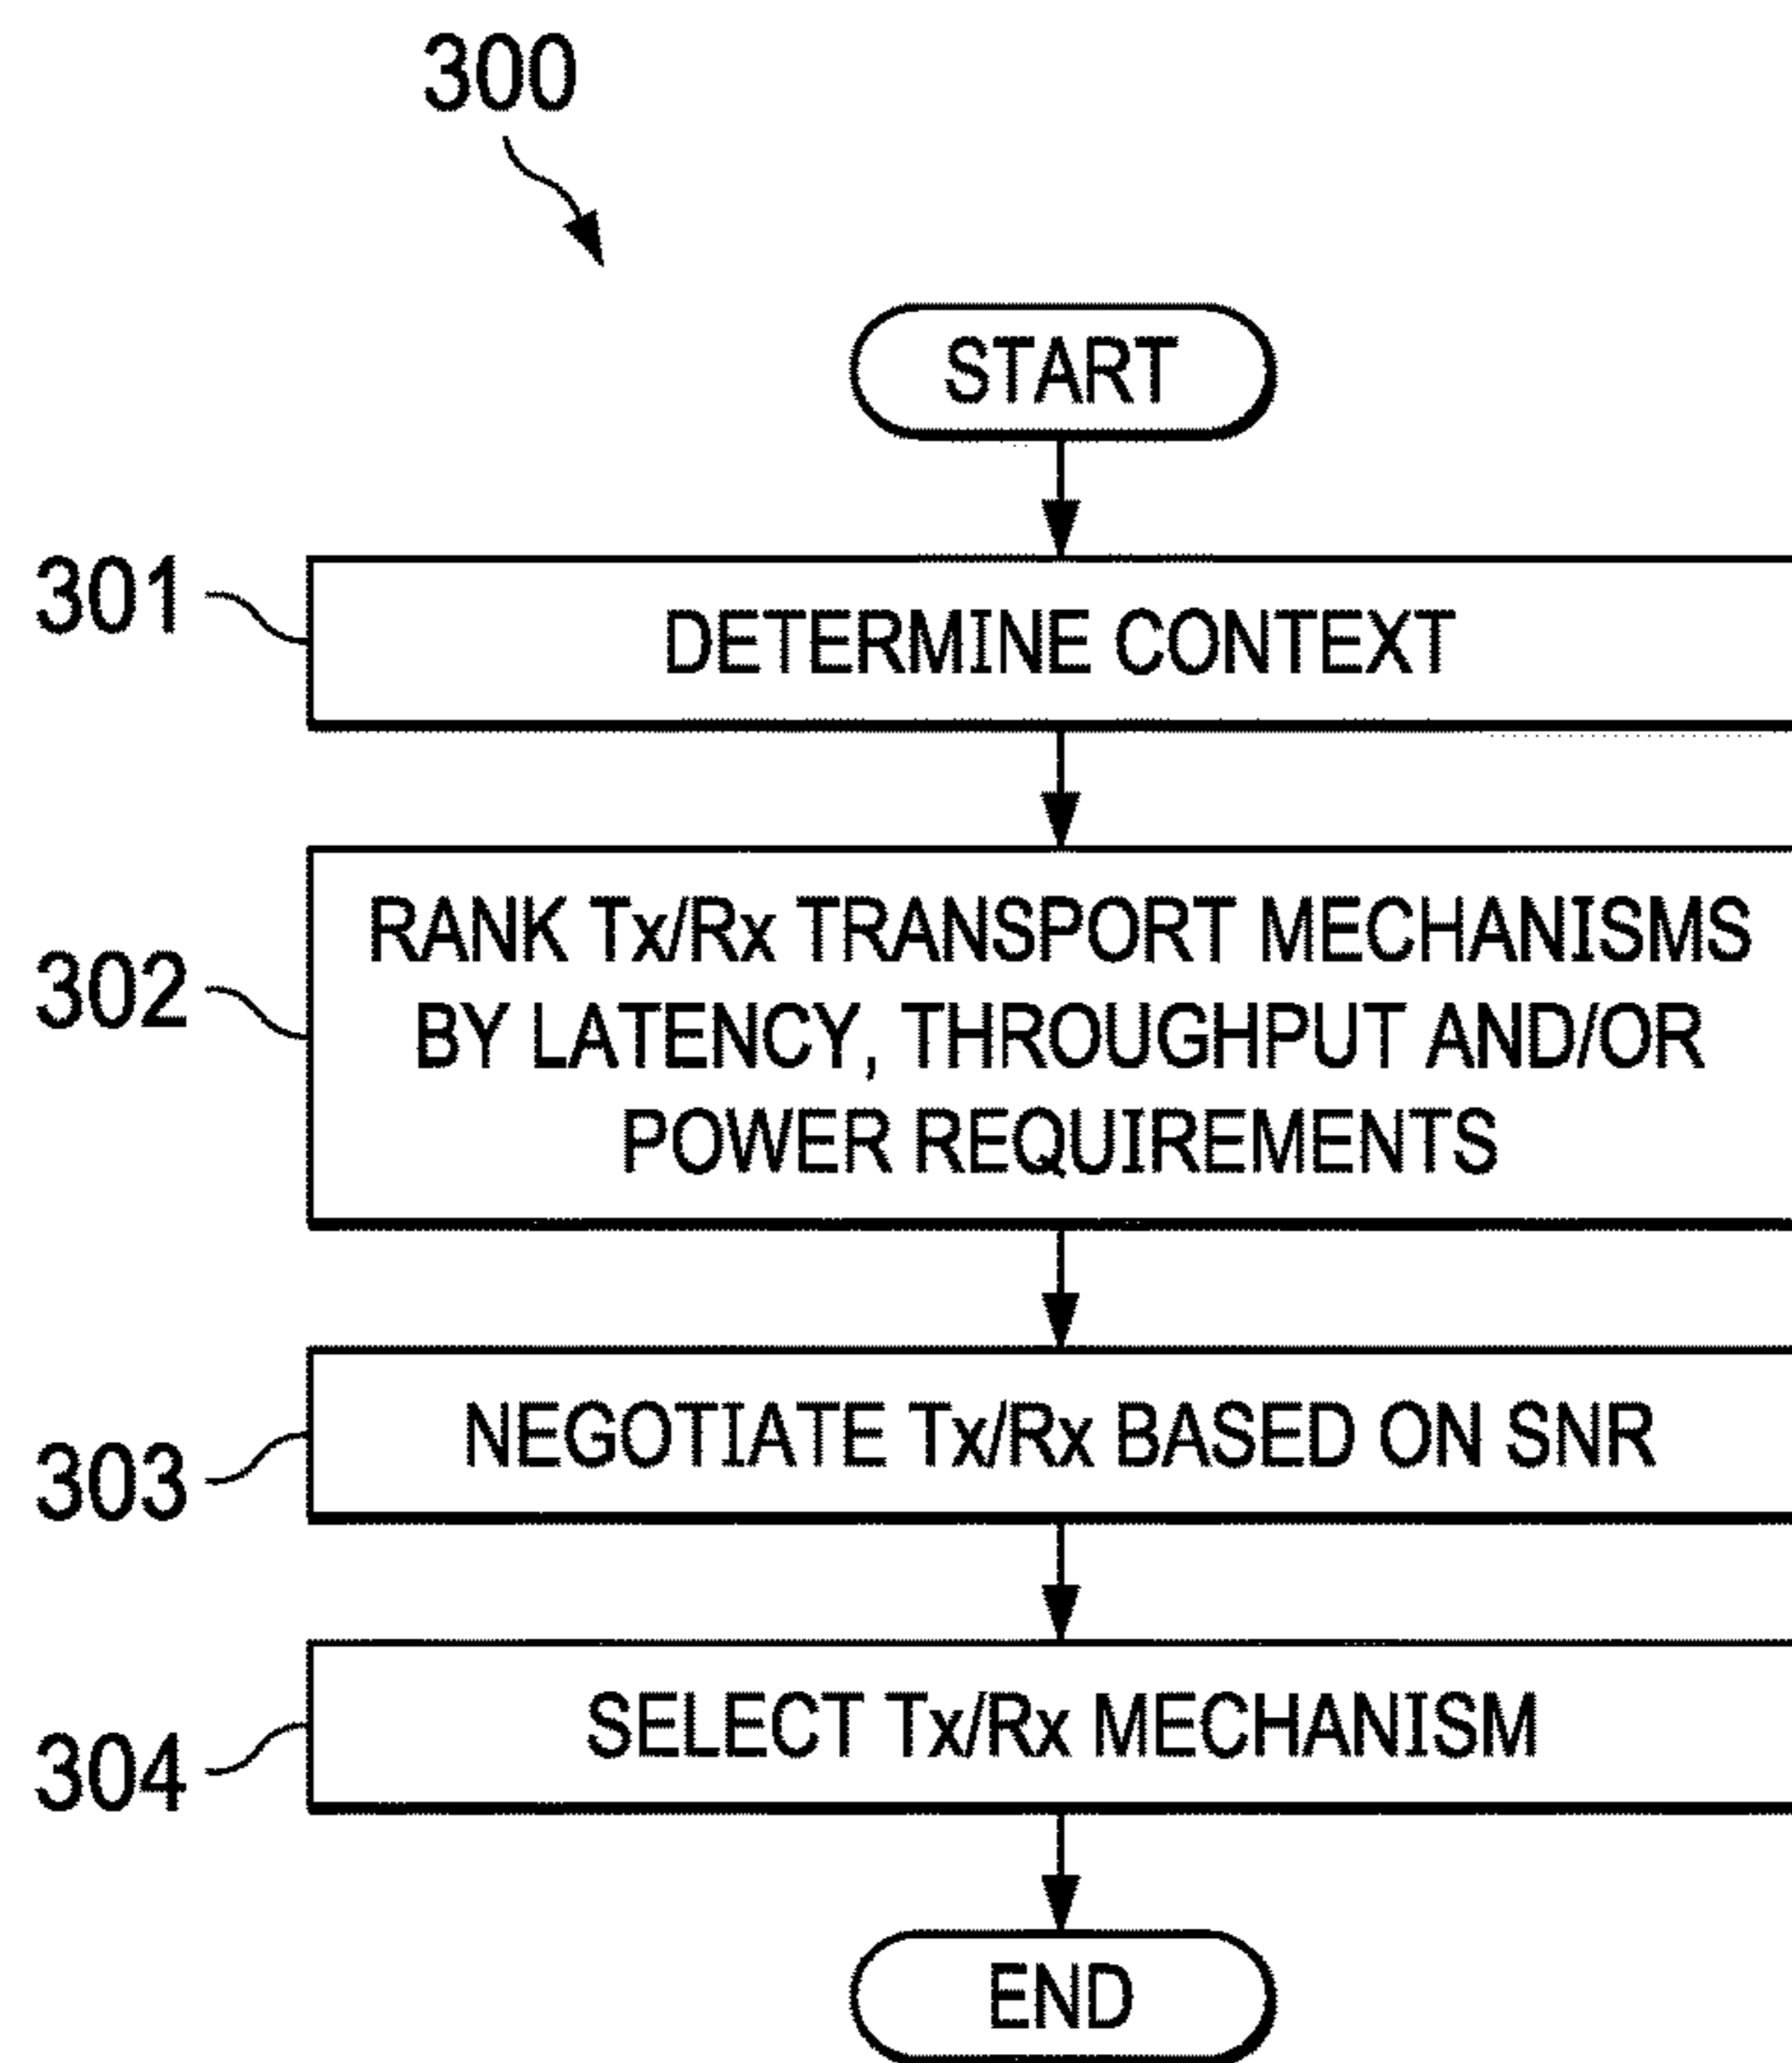 300
START
301
DETERMINE CONTEXT
302
RANK Tx/Rx TRANSPORT MECHANISMS
BY LATENCY, THROUGHPUT AND/OR
POWER REQUIREMENTS
303
NEGOTIATE Tx/Rx BASED ON SNR
304
SELECT Tx/Rx MECHANISM
END